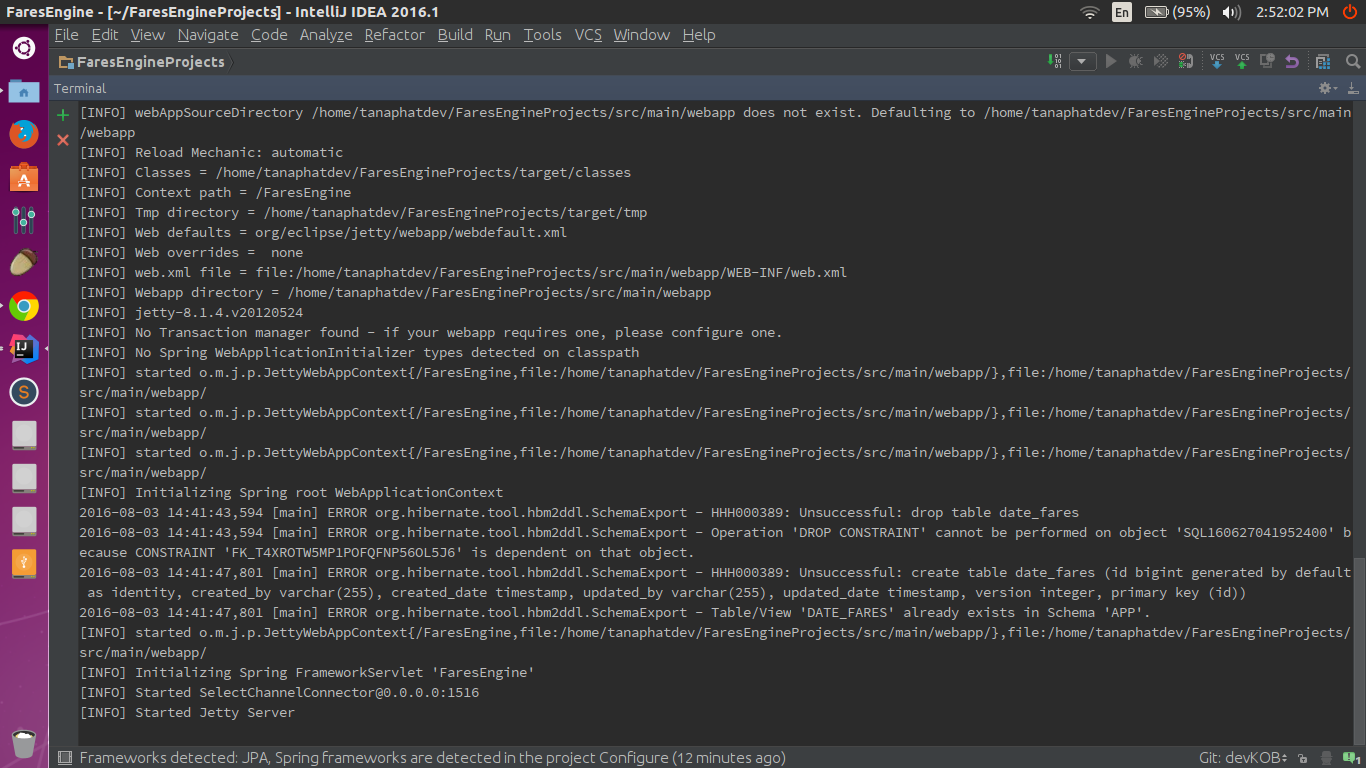 FaresEngine - [~/FaresEngineProjects] - IntelliJ IDEA 2016.1
En
(95%)
2:52:02 PM
File Edit View Navigate Code Analyze Refactor Build Run Tools VCS Window Help
FaresEngineProjects
VCS VCS
Terminal
[INFO] webAppSourceDirectory /home/tanaphatdev/FaresEngineProjects/src/main/webapp does not exist. Defaulting to /home/tanaphatdev/FaresEngineProjects/src/main
/webapp
[INFO] Reload Mechanic: automatic
[INFO] Classes = /home/tanaphatdev/FaresEngineProjects/target/classes
[INFO] Context path = /FaresEngine
[INFO] Tmp directory = /home/tanaphatdev/FaresEngineProjects/target/tmp
[INFO] Web defaults = org/eclipse/jetty/webapp/webdefault.xml
[INFO] Web overrides =  none
[INFO] web.xml file = file:/home/tanaphatdev/FaresEngineProjects/src/main/webapp/WEB-INF/web.xml
[INFO] Webapp directory = /home/tanaphatdev/FaresEngineProjects/src/main/webapp
[INFO] jetty-8.1.4.v20120524
[INFO] No Transaction manager found - if your webapp requires one, please configure one.
[INFO] No Spring WebApplicationInitializer types detected on classpath
[INFO] started o.m.j.p.JettyWebAppContext{/FaresEngine,file:/home/tanaphatdev/FaresEngineProjects/src/main/webapp/},file:/home/tanaphatdev/FaresEngineProjects/
src/main/webapp/
[INFO] started o.m.j.p.JettyWebAppContext{/FaresEngine,file:/home/tanaphatdev/FaresEngineProjects/src/main/webapp/},file:/home/tanaphatdev/FaresEngineProjects/
src/main/webapp/
[INFO] started o.m.j.p.JettyWebAppContext{/FaresEngine,file:/home/tanaphatdev/FaresEngineProjects/src/main/webapp/},file:/home/tanaphatdev/FaresEngineProjects/
src/main/webapp/
[INFO] Initializing Spring root WebApplicationContext
2016-08-03 14:41:43,594 [main] ERROR org.hibernate.tool.hbm2ddl.SchemaExport - HHH000389: Unsuccessful: drop table date_fares
2016-08-03 14:41:43,594 [main] ERROR org.hibernate.tool.hbm2ddl.SchemaExport - Operation 'DROP CONSTRAINT' cannot be performed on object 'SQL160627041952400' b
ecause CONSTRAINT 'FK_T4XROTW5MP1POFQFNP56OL5J6' is dependent on that object.
2016-08-03 14:41:47,801 [main] ERROR org.hibernate.tool.hbm2ddl.SchemaExport - HHH000389: Unsuccessful: create table date_fares (id bigint generated by default
 as identity, created_by varchar(255), created_date timestamp, updated_by varchar(255), updated_date timestamp, version integer, primary key (id))
2016-08-03 14:41:47,801 [main] ERROR org.hibernate.tool.hbm2ddl.SchemaExport - Table/View 'DATE_FARES' already exists in Schema 'APP'.
[INFO] started o.m.j.p.JettyWebAppContext{/FaresEngine,file:/home/tanaphatdev/FaresEngineProjects/src/main/webapp/},file:/home/tanaphatdev/FaresEngineProjects/
src/main/webapp/
[INFO] Initializing Spring FrameworkServlet 'FaresEngine'
[INFO] Started SelectChannelConnector@0.0.0.0:1516
[INFO] Started Jetty Server
Frameworks detected: JPA, Spring frameworks are detected in the project Configure (12 minutes ago)
Git: devKOB
1